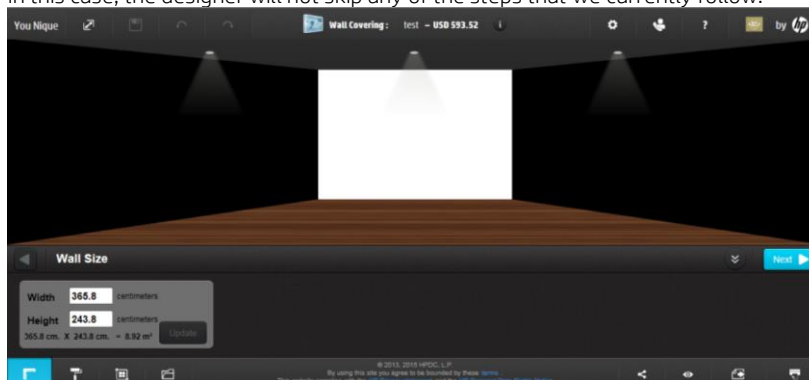 In this case, the designer will not skip any of the steps that we currently follow.
You Nique
Wall Covering : test – USD 593.52 i
? by hp
Wall Size
Next
Width 365.8 centimeters
Height 243.8 centimeters
365.8 cm. X 243.8 cm. = 8.92 m²
Update
© 2013, 2018 HPDC, L.P.
By using this site you agree to be bounded by these terms